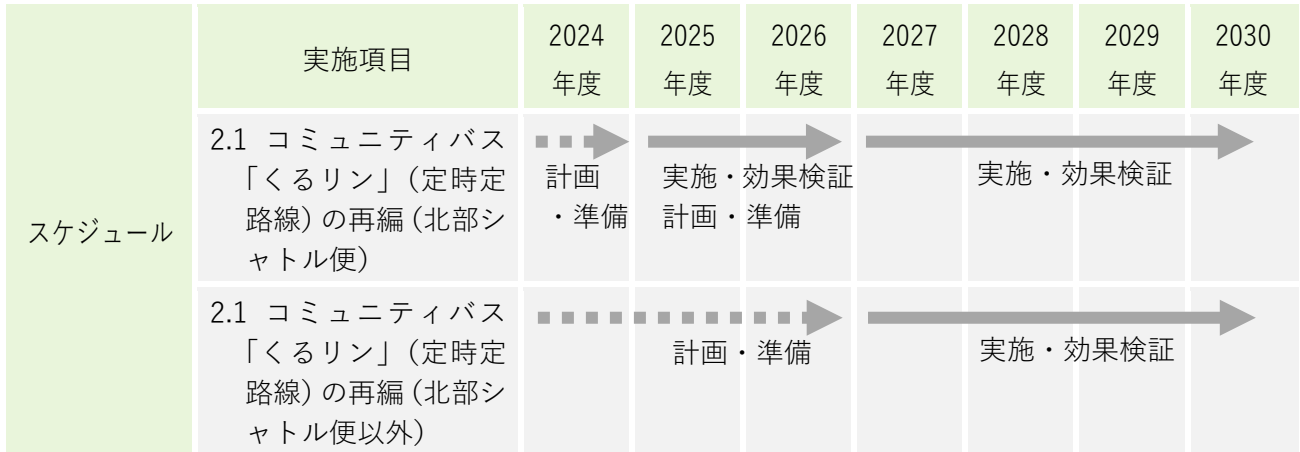 スケジュール
実施項目
2024
年度
2025
年度
2026
年度
2027
年度
2028
年度
2029
年度
2030
年度
2.1 コミュニティバス
「くるリン」(定時定
路線)の再編(北部シ
ャトル便)
計画
・準備
実施・効果検証
計画・準備
実施・効果検証
2.1 コミュニティバス
「くるリン」(定時定
路線)の再編(北部シ
ャトル便以外)
計画・準備
実施・効果検証